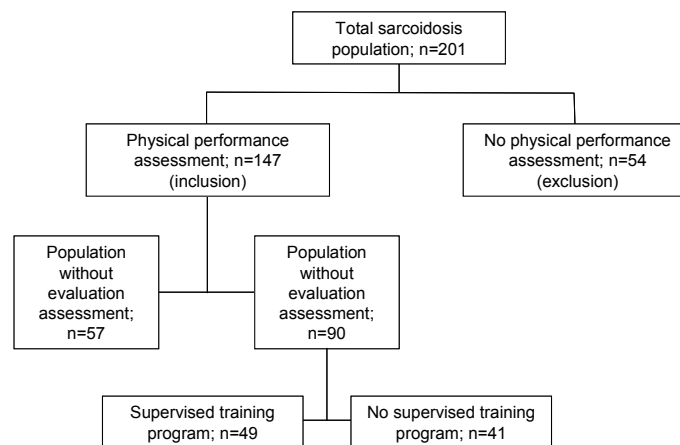 Total sarcoidosis
population; n=201
Physical performance
assessment; n=147
(inclusion)
No physical performance
assessment; n=54
(exclusion)
Population
without
evaluation
assessment;
n=57
Population
without
evaluation
assessment;
n=90
Supervised training
program; n=49
No supervised training
program; n=41